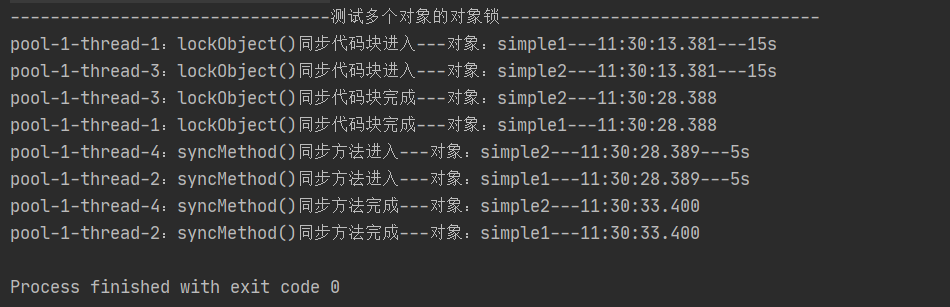 --------------------------------测试多个对象的对象锁--------------------------------
pool-1-thread-1：lockObject()同步代码块进入---对象：simple1---11:30:13.381---15s
pool-1-thread-3：lockObject()同步代码块进入---对象：simple2---11:30:13.381---15s
pool-1-thread-3：lockObject()同步代码块完成---对象：simple2---11:30:28.388
pool-1-thread-1：lockObject()同步代码块完成---对象：simple1---11:30:28.388
pool-1-thread-4：syncMethod()同步方法进入---对象：simple2---11:30:28.389---5s
pool-1-thread-2：syncMethod()同步方法进入---对象：simple1---11:30:28.389---5s
pool-1-thread-4：syncMethod()同步方法完成---对象：simple2---11:30:33.400
pool-1-thread-2：syncMethod()同步方法完成---对象：simple1---11:30:33.400
Process finished with exit code 0